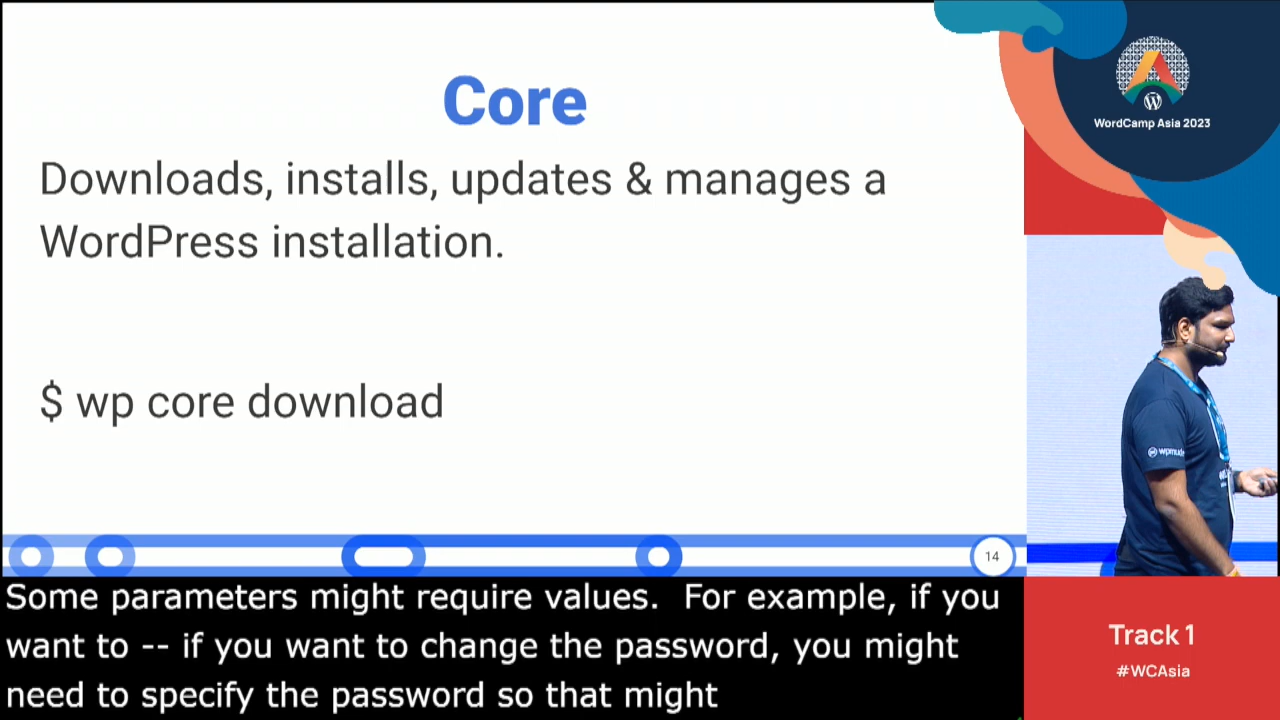 Core
Downloads, installs, updates & manages a
WordPress installation.
$ wp core download
14
WordCamp Asia 2023
Some parameters might require values.  For example, if you
want to -- if you want to change the password, you might
need to specify the password so that might
Track 1
#WCAsia